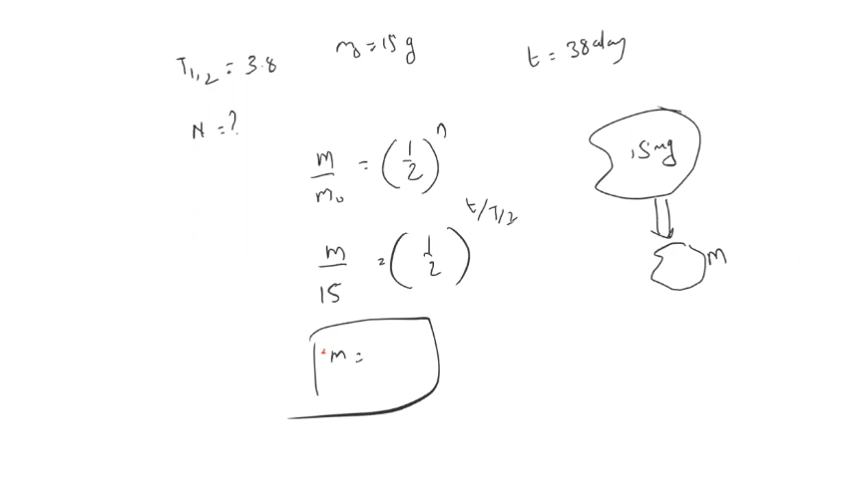 T1/2 = 3.8
m = 15 g
t = 38 day
N = ?
m/m₀ = (1/2)ⁿ
15mg
m/15 = (1/2)^t/T1/2
m
m =